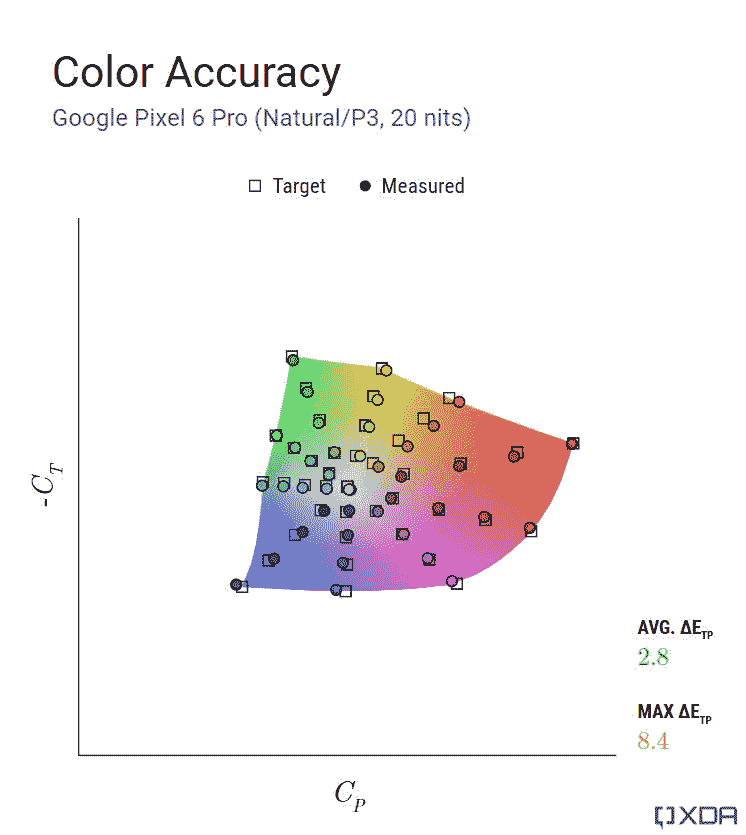 Color Accuracy
Google Pixel 6 Pro (Natural/P3, 20 nits)
Target Measured
-C_T
AVG. ΔE_TP
2.8
MAX ΔE_TP
8.4
C_P
XDA